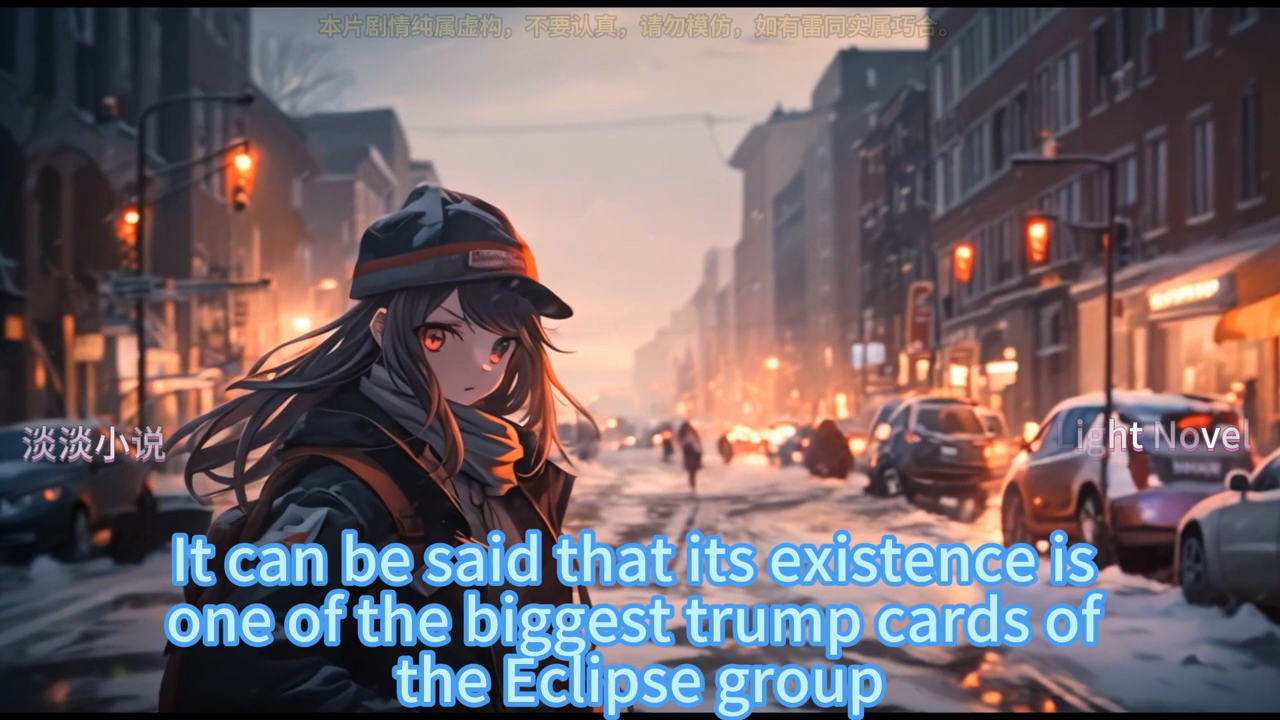 本片剧情纯属虚构，不要认真，请勿模仿，如有雷同实属巧合。
淡淡小说
Light Novel
It can be said that its existence is
one of the biggest trump cards of
the Eclipse group